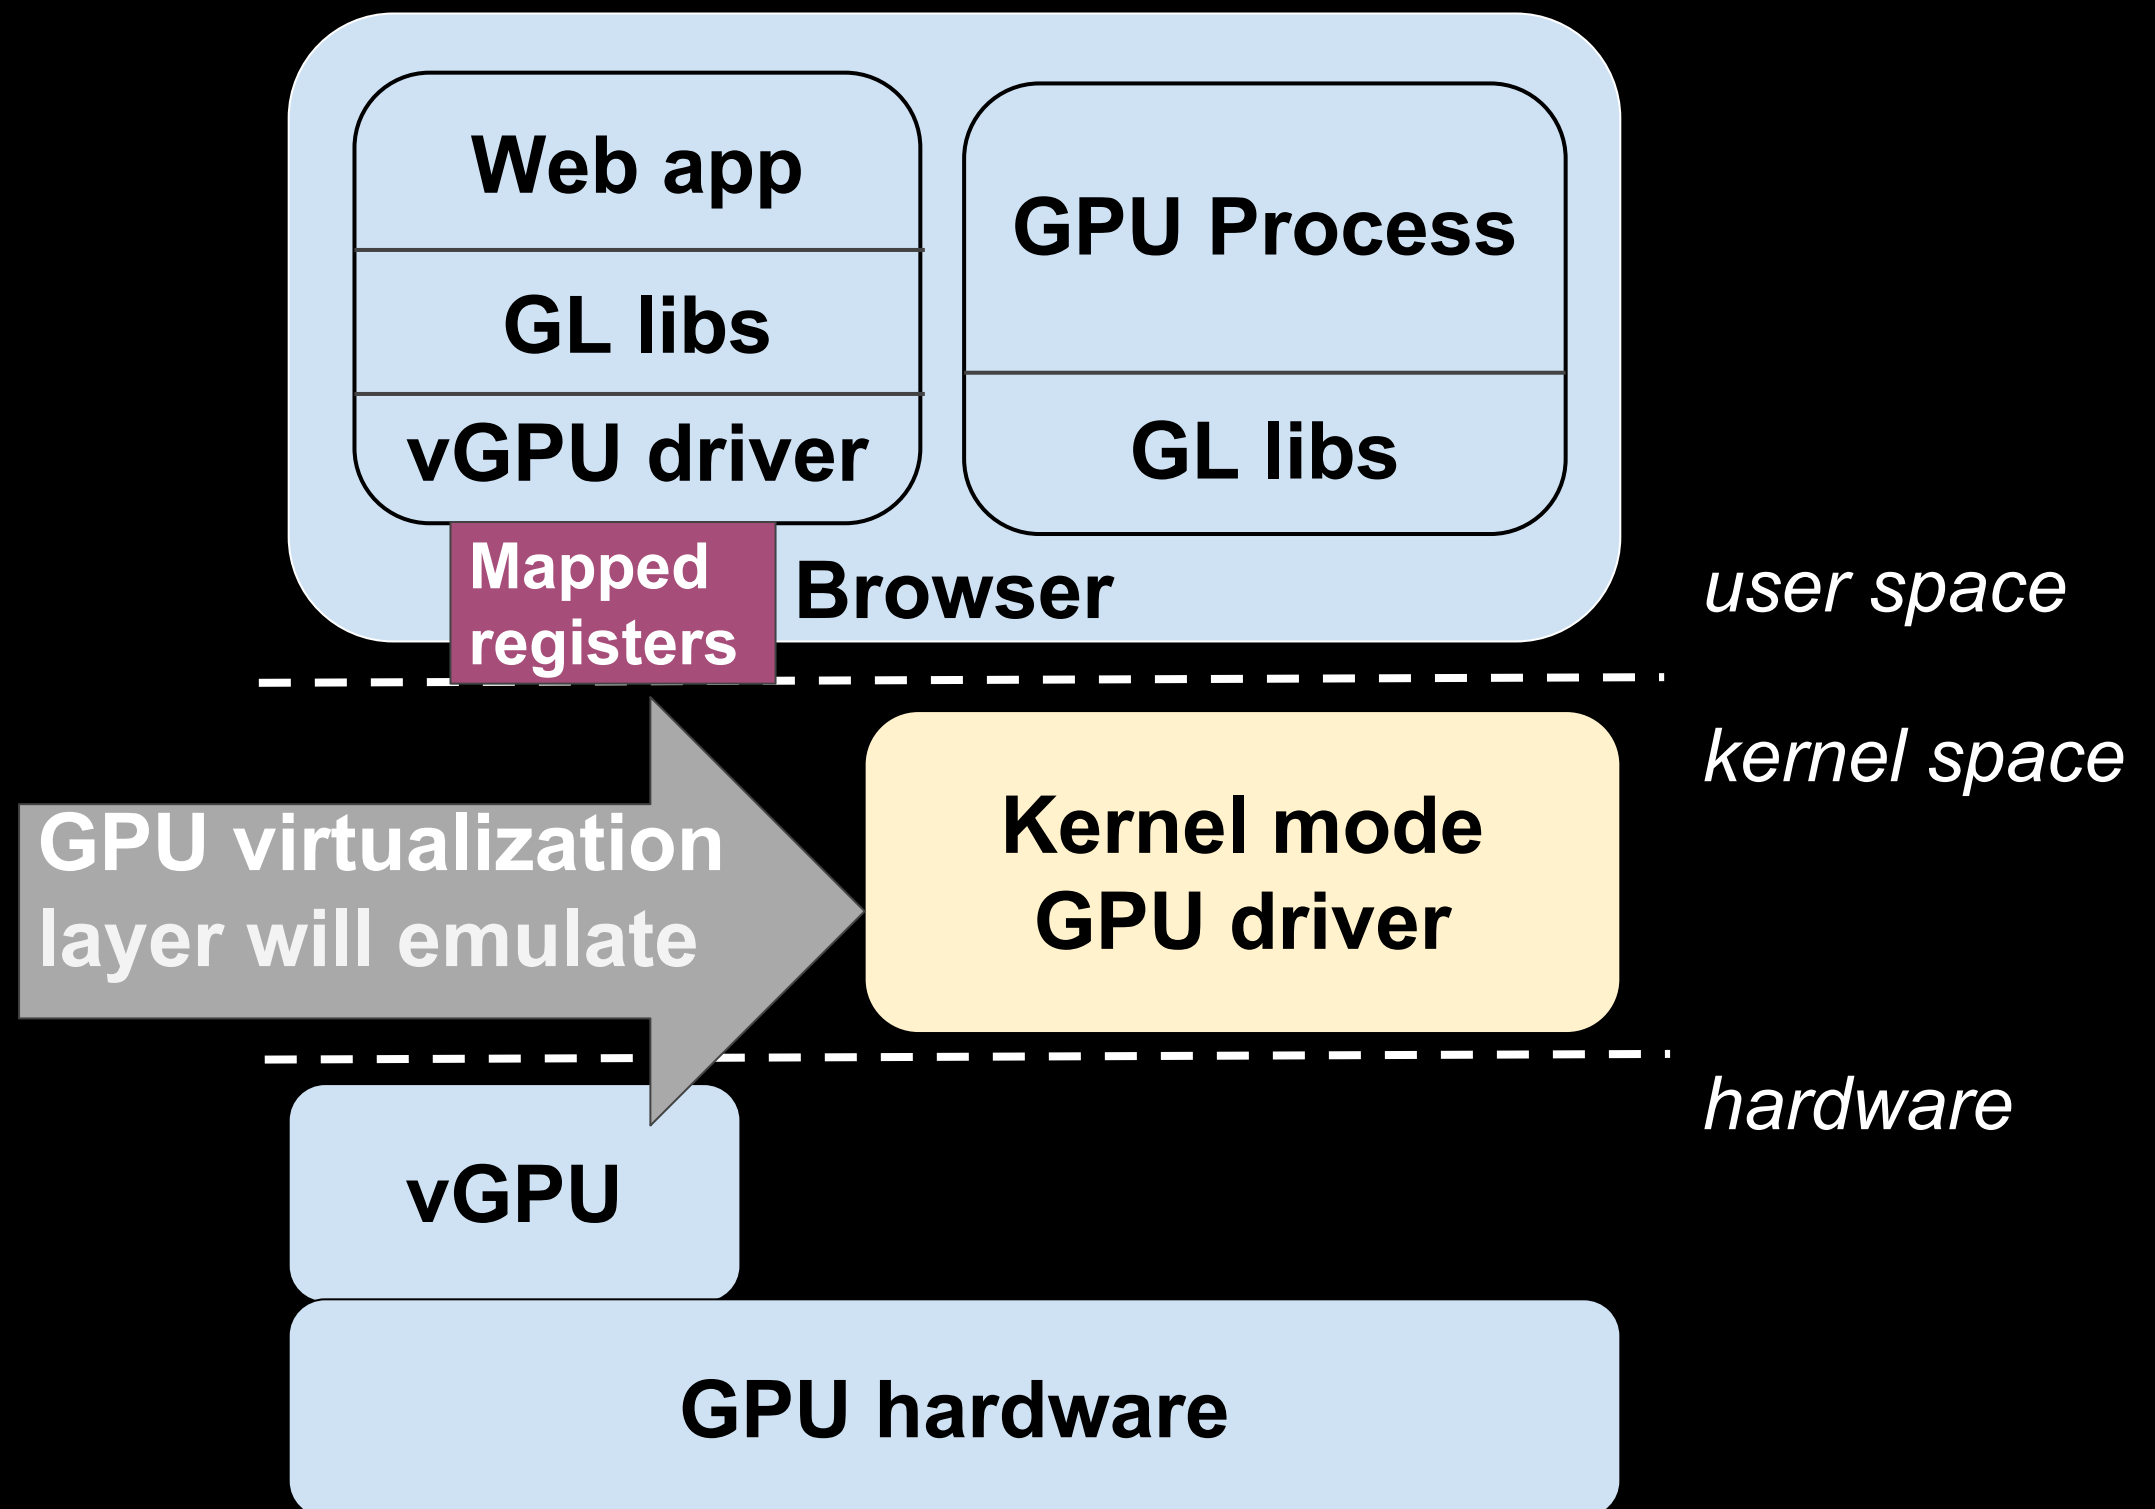 Web app
GL libs
vGPU driver
GPU Process
GL libs
Mapped
registers
Browser
user space
kernel space
GPU virtualization
layer will emulate
Kernel mode
GPU driver
hardware
vGPU
GPU hardware